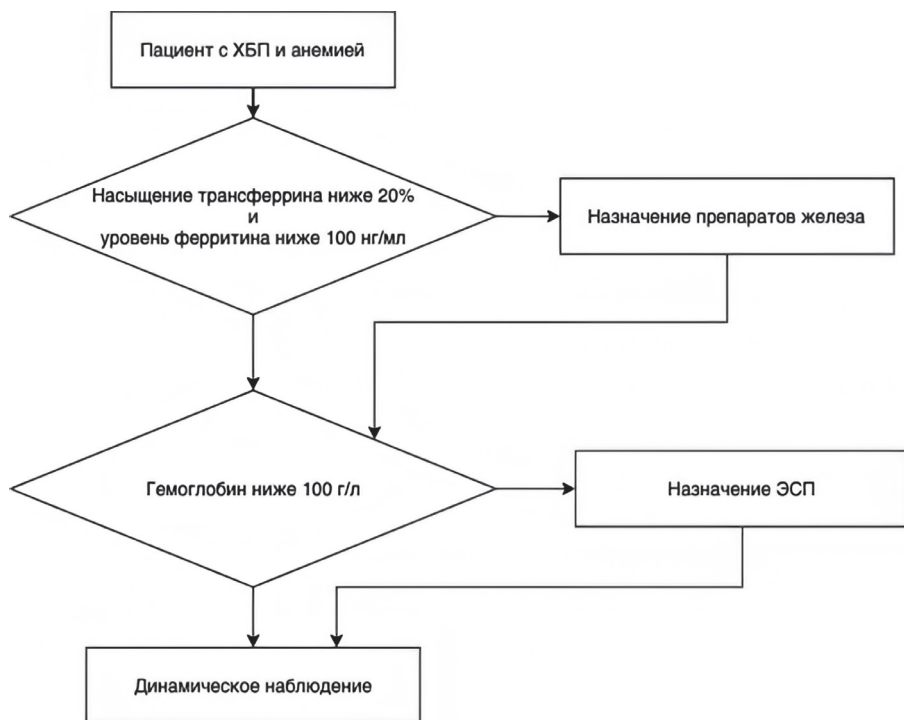 Пациент с ХБП и анемией
Насыщение трансферрина ниже 20%
и
уровень ферритина ниже 100 нг/мл
Назначение препаратов железа
Гемоглобин ниже 100 г/л
Назначение ЭСП
Динамическое наблюдение